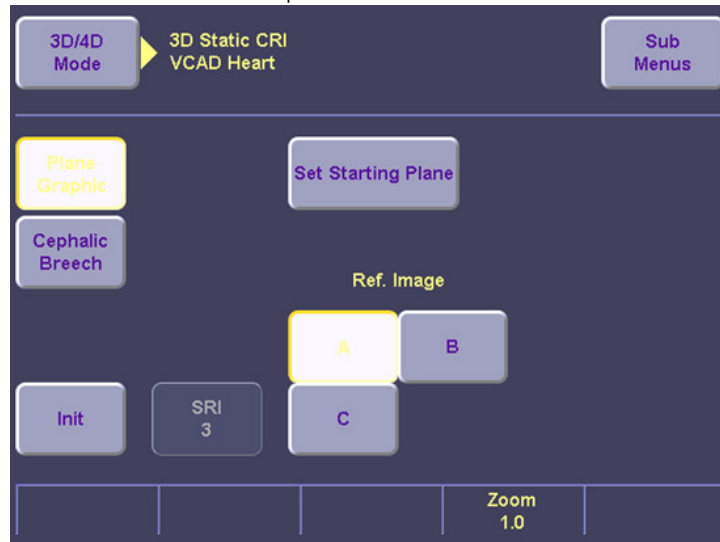 3D/4D
Mode
3D Static CRI
VCAD Heart
Sub
Menus
Plane
Graphic
Set Starting Plane
Cephalic
Breech
Ref. Image
A
B
Init
SRI
3
C
Zoom
1.0